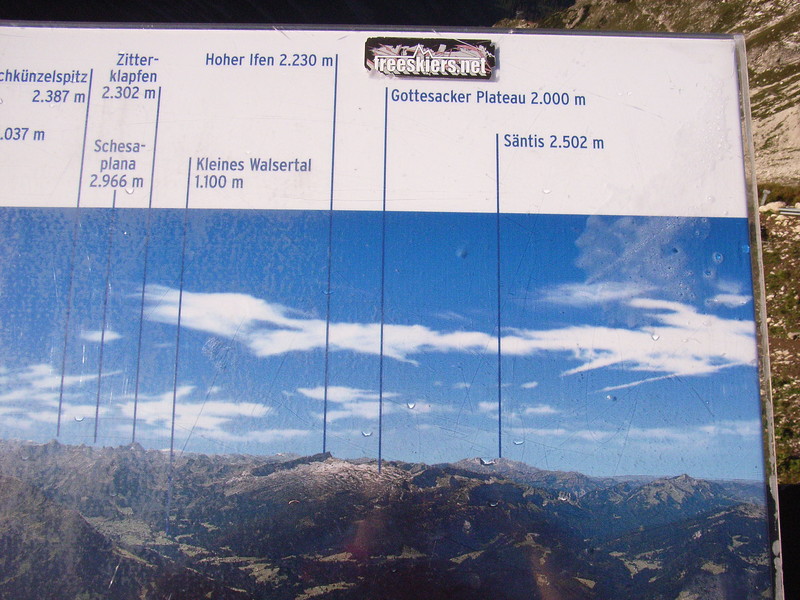 chkünzelspitz
2.387 m
.037 m
Zitter-
klapfen
2.302 m
Schesa-
plana
2.966 m
Kleines Walsertal
1.100 m
Hoher Ifen 2.230 m
freeskiers.net
Gottesacker Plateau 2.000 m
Säntis 2.502 m